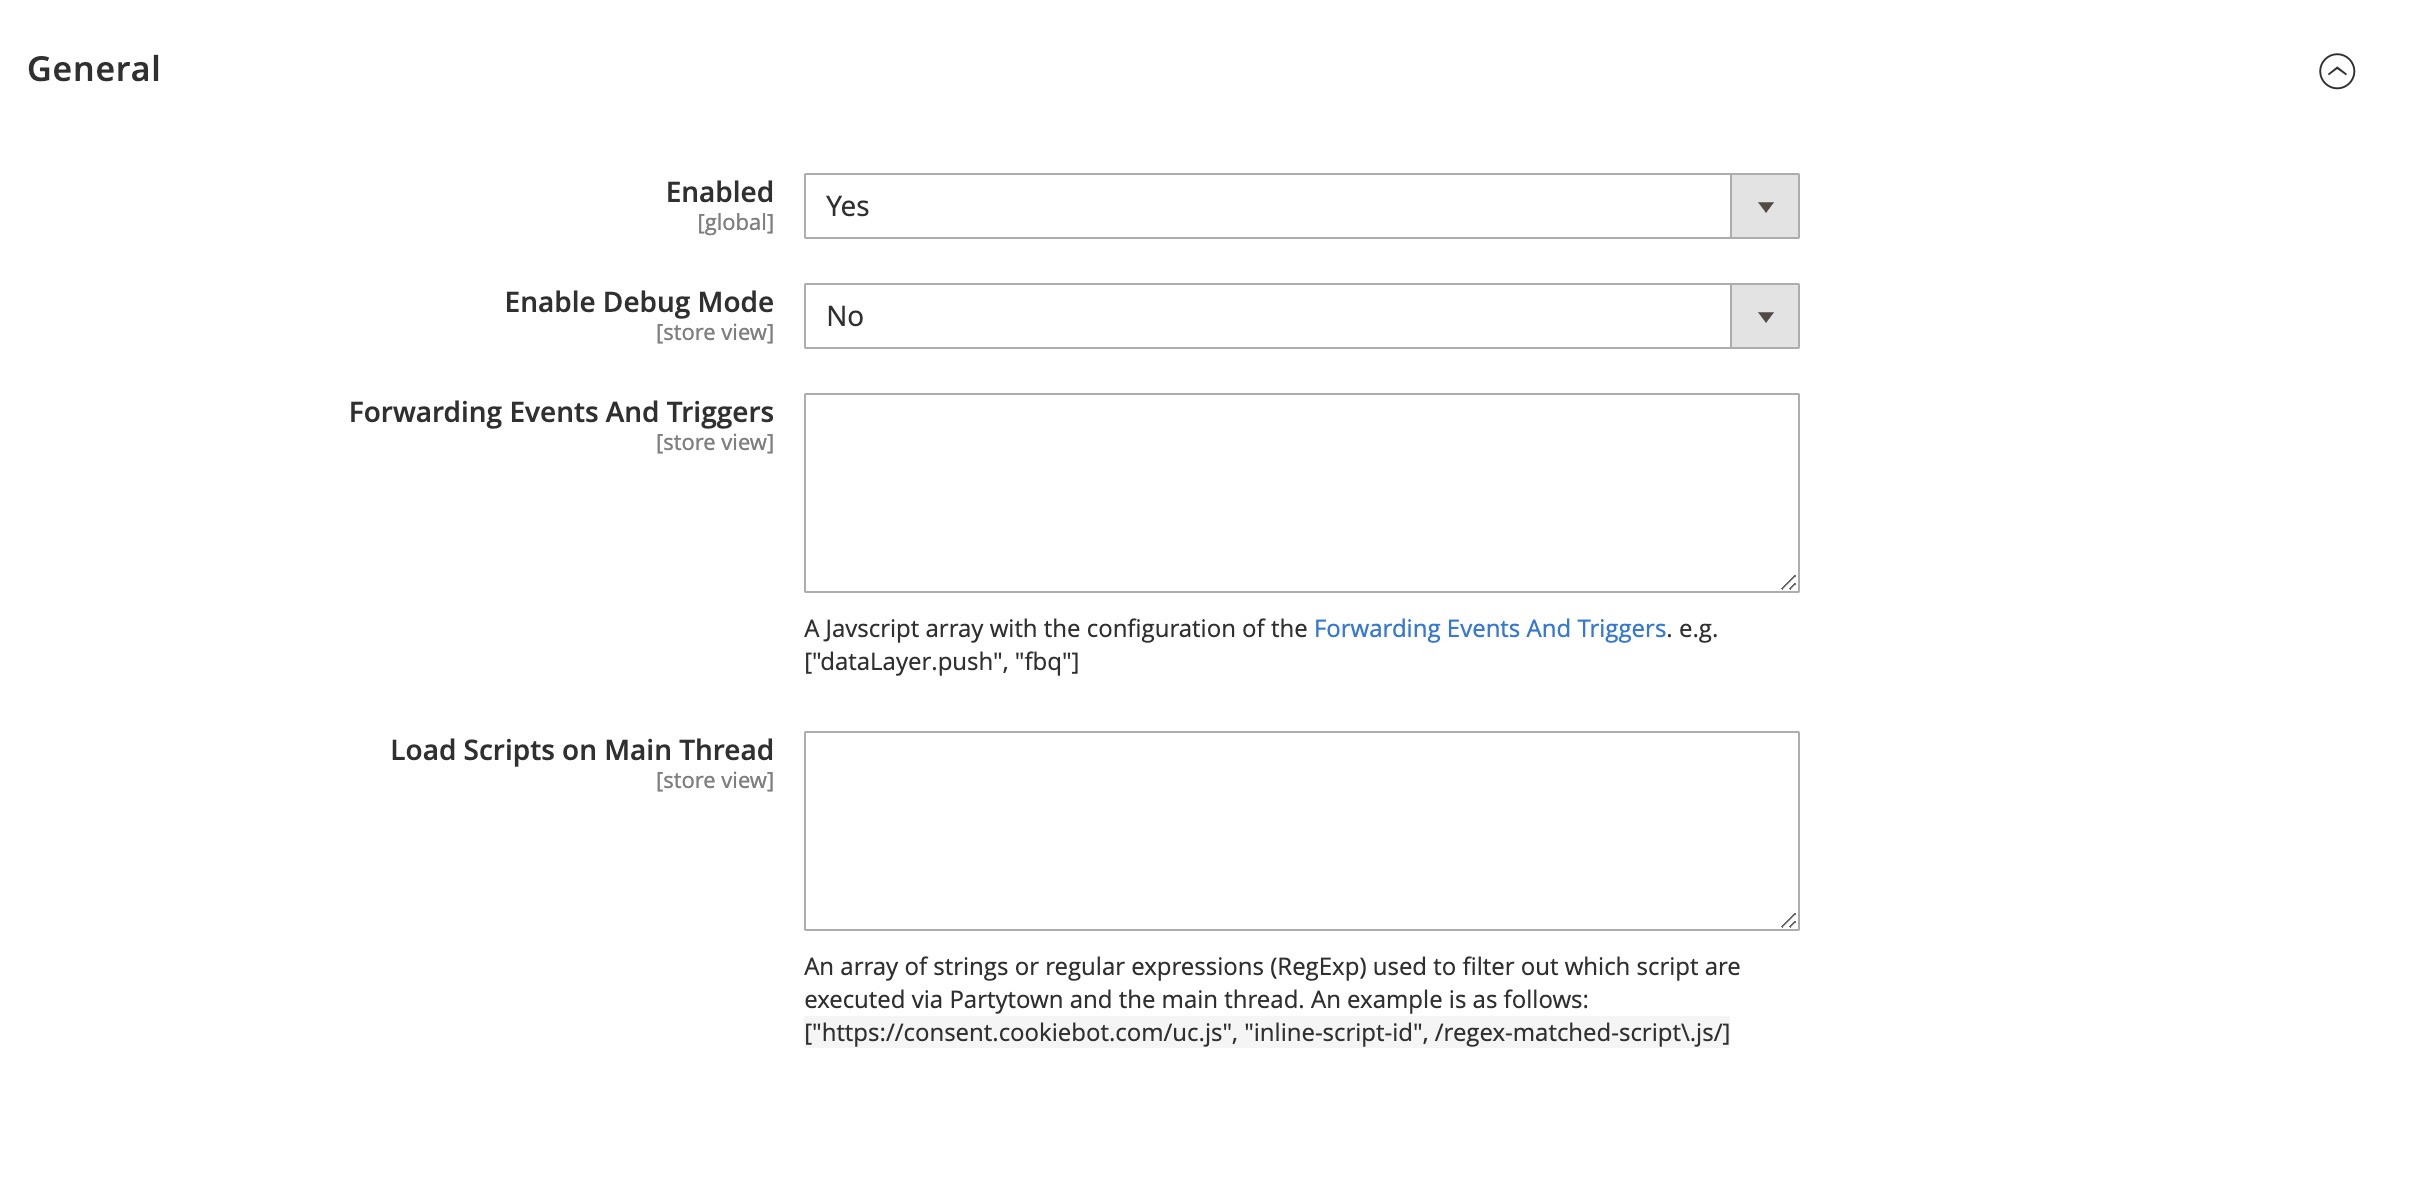 General
Enabled
[global]
Yes
Enable Debug Mode
[store view]
No
Forwarding Events And Triggers
[store view]
A Javscript array with the configuration of the Forwarding Events And Triggers. e.g.
["dataLayer.push", "fbq"]
Load Scripts on Main Thread
[store view]
An array of strings or regular expressions (RegExp) used to filter out which script are
executed via Partytown and the main thread. An example is as follows:
["https://consent.cookiebot.com/uc.js", "inline-script-id", /regex-matched-script\.js/]